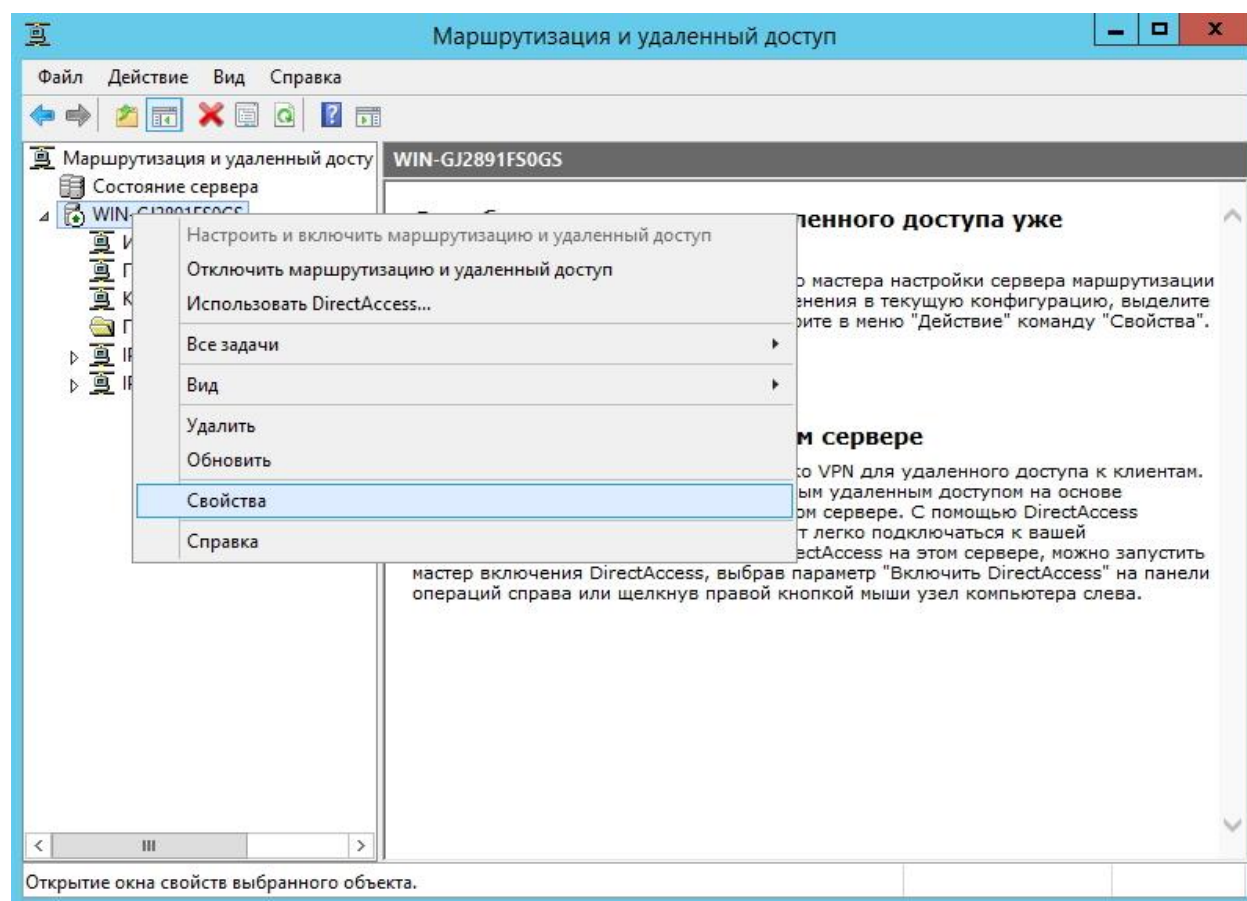 Маршрутизация и удаленный доступ
Файл Действие Вид Справка
Маршрутизация и удаленный досту
Состояние сервера
WIN-GJ2891FS0GS
Настроить и включить маршрутизацию и удаленный доступ
Отключить маршрутизацию и удаленный доступ
Использовать DirectAccess...
Все задачи
Вид
Удалить
Обновить
Свойства
Справка
WIN-GJ2891FS0GS
ленного доступа уже
мастера настройки сервера маршрутизации
енения в текущую конфигурацию, выделите
рите в меню "Действие" команду "Свойства".
м сервере
ко VPN для удаленного доступа к клиентам.
ым удаленным доступом на основе
ом сервере. С помощью DirectAccess
т легко подключаться к вашей
ectAccess на этом сервере, можно запустить
мастер включения DirectAccess, выбрав параметр "Включить DirectAccess" на панели
операций справа или щелкнув правой кнопкой мыши узел компьютера слева.
Открытие окна свойств выбранного объекта.